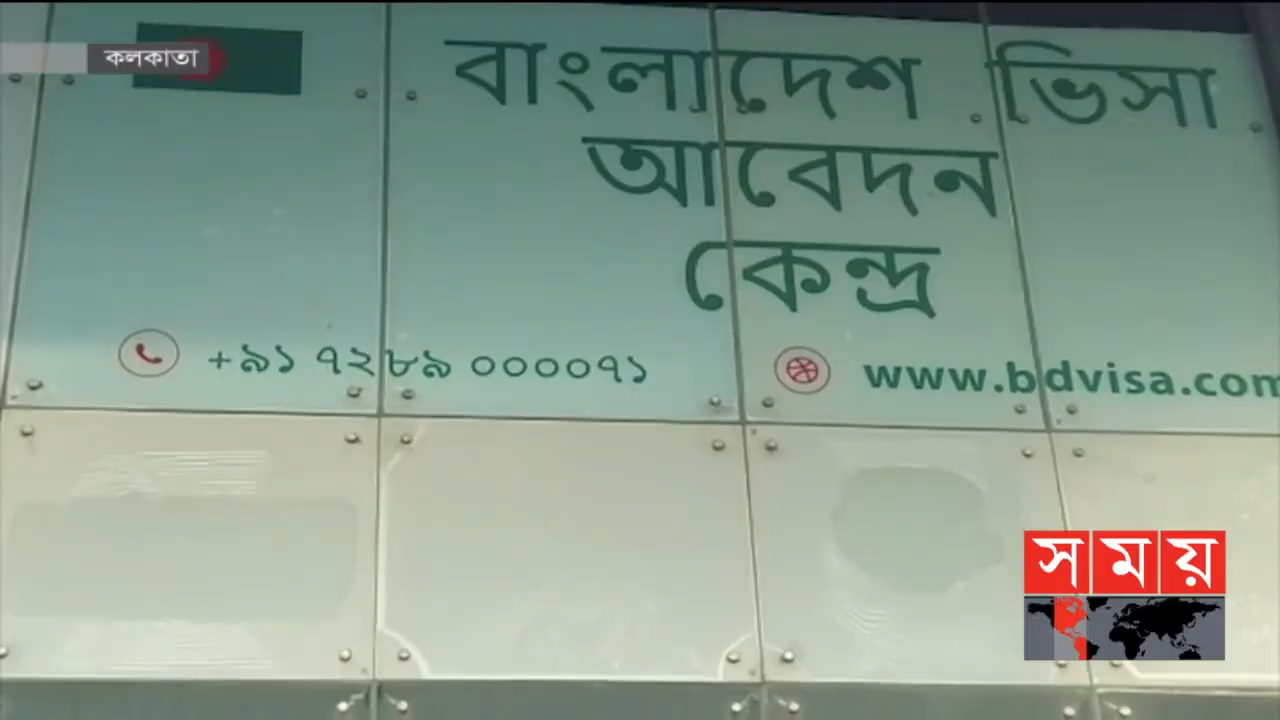 কলকাতা
বাংলাদেশ ভিসা
আবেদন
কেন্দ্র
+৯১ ৭২৮৯ ০০০০৭১
www.bdvisa.com
সময়